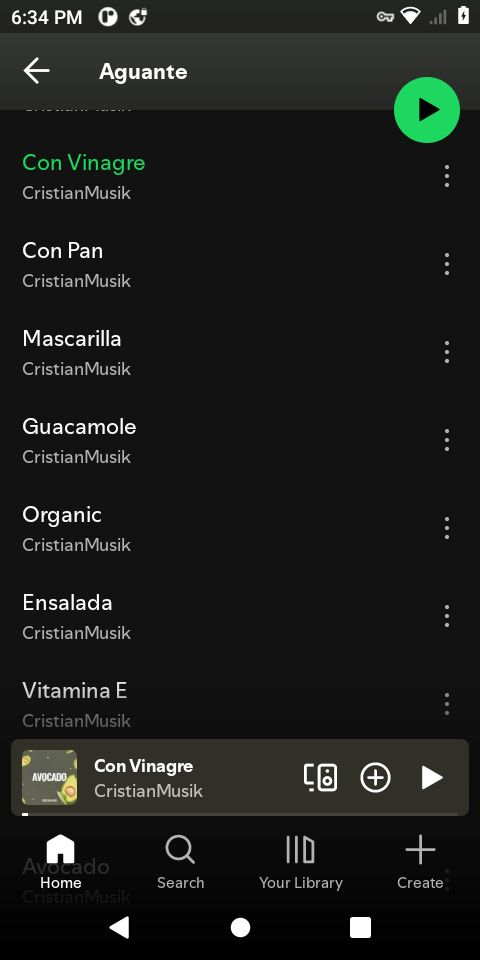 6:34 PM
Aguante
CristianMusik
Con Vinagre
CristianMusik
Con Pan
CristianMusik
Mascarilla
CristianMusik
Guacamole
CristianMusik
Organic
CristianMusik
Ensalada
CristianMusik
Vitamina E
CristianMusik
AVOCADO
Con Vinagre
CristianMusik
Avocado
CristianMusik
Home
Search
Your Library
Create